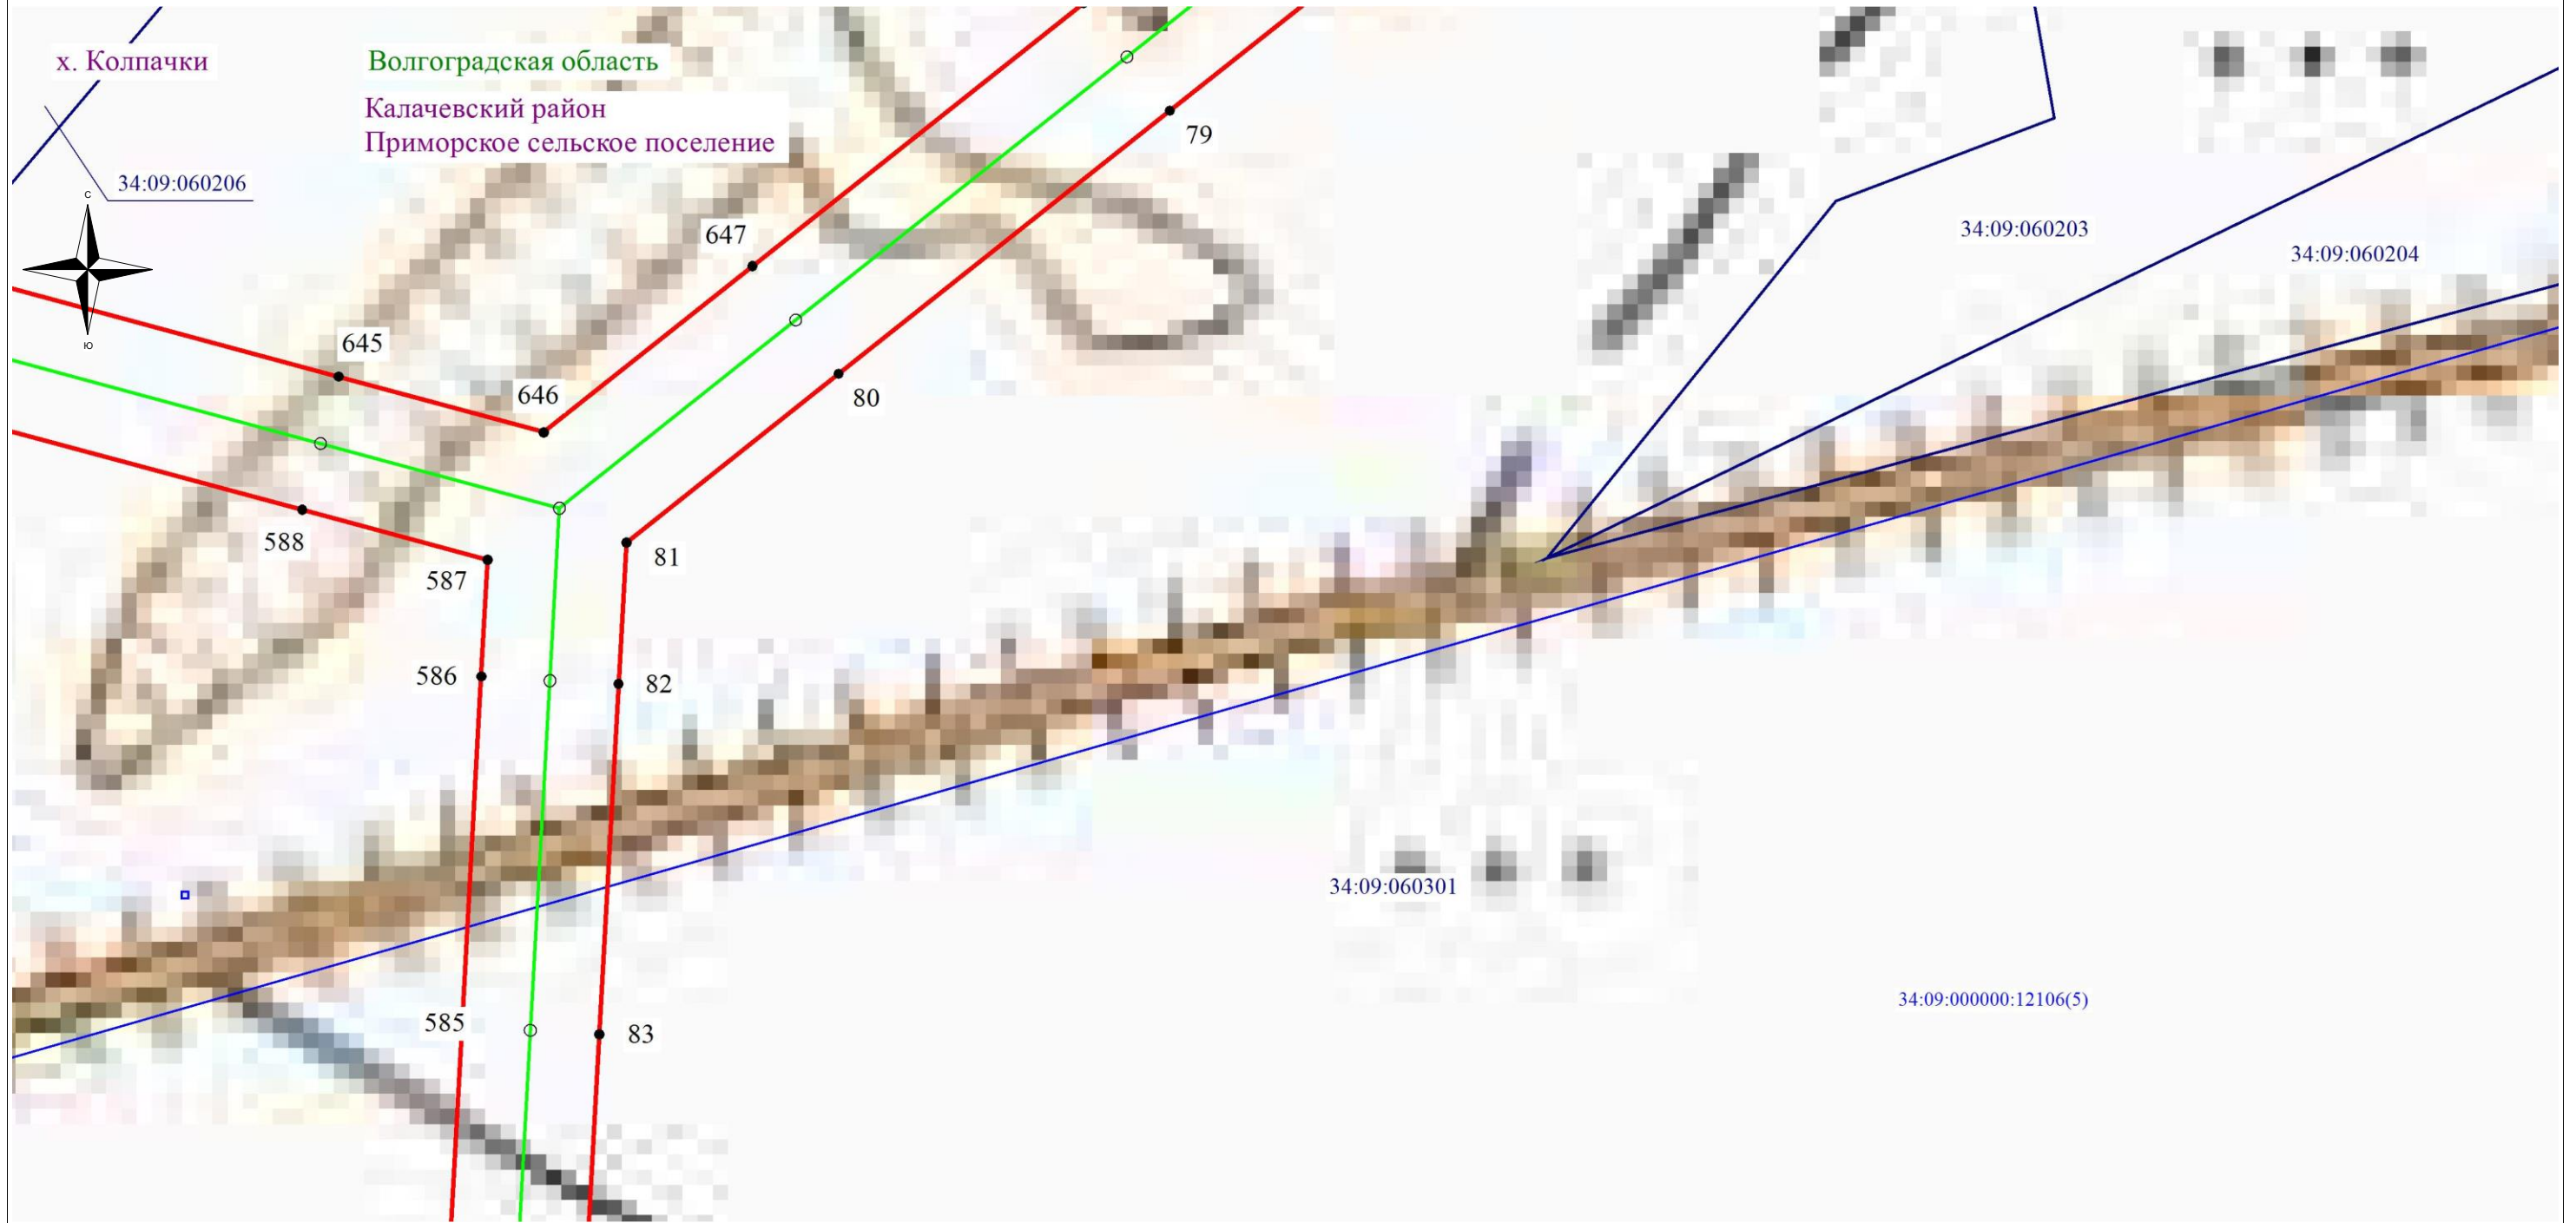 х. Колпачки
Волгоградская область
Калачевский район
Приморское сельское поселение
79
34:09:060206
с
647
34:09:060203
34:09:060204
ю
645
646
80
588
587
81
586
82
34:09:060301
34:09:000000:12106(5)
585
83